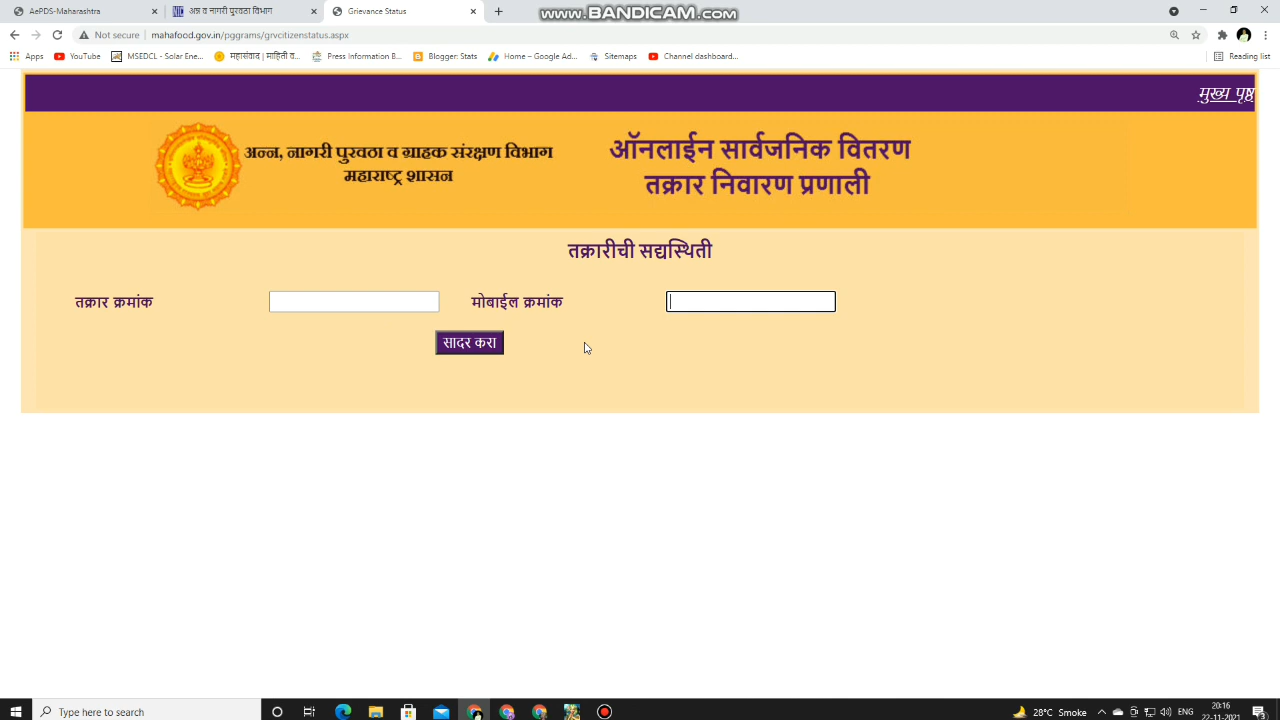 www.BANDICAM.com
AePDS-Maharashtra
अन्न व नागरी पुरवठा विभाग
Grievance Status
Not secure
mahafood.gov.in/pggrams/grvcitizenstatus.aspx
Apps
YouTube
MSEDCL - Solar Ene...
महासंवाद | माहिती व...
Press Information B...
Blogger: Stats
Home – Google Ad...
Sitemaps
Channel dashboard...
Reading list
मुख्य पृष्ठ
अन्न, नागरी पुरवठा व ग्राहक संरक्षण विभाग
महाराष्ट्र शासन
ऑनलाईन सार्वजनिक वितरण
तक्रार निवारण प्रणाली
तक्रारीची सद्यस्थिती
तक्रार क्रमांक
मोबाईल क्रमांक
सादर करा
Type here to search
28°C Smoke
ENG
20:16
22-11-2021